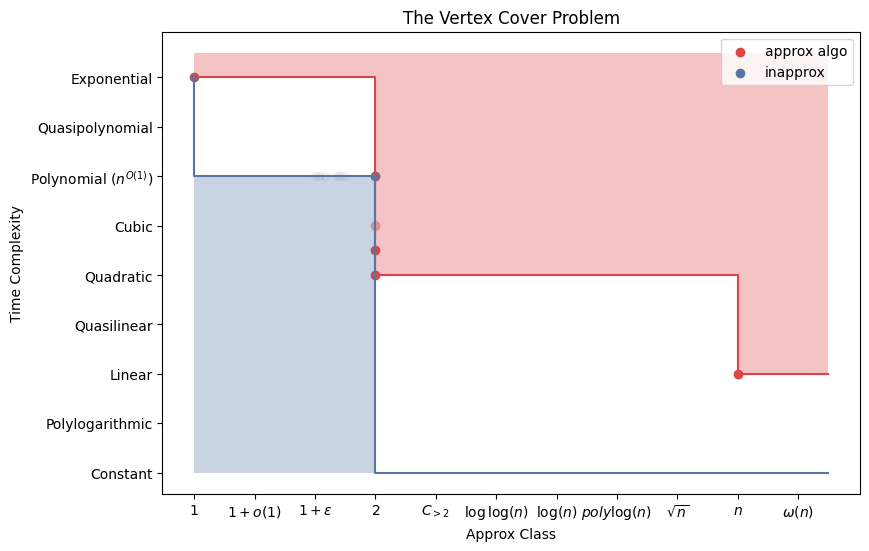 The Vertex Cover Problem
approx algo
inapprox
Time Complexity
Exponential
Quasipolynomial
Polynomial ($n^{O(1)}$)
Cubic
Quadratic
Quasilinear
Linear
Polylogarithmic
Constant
1 1 + o(1) 1 + ε 2 $C_{>2}$ log log(n) log(n) polylog(n) √n n ω(n)
Approx Class